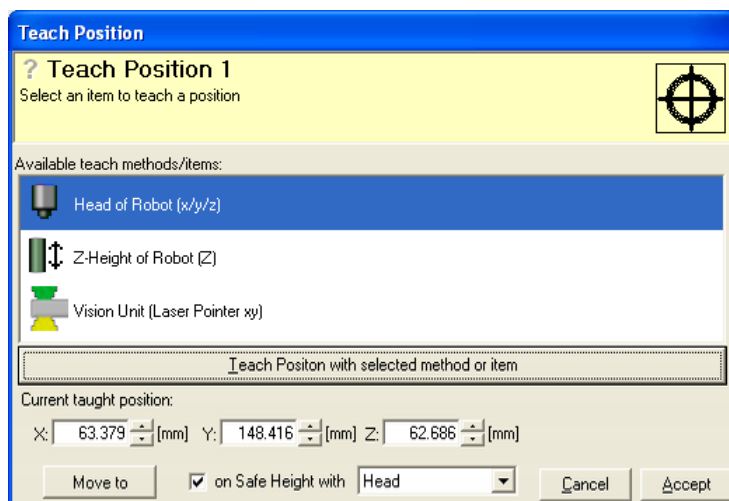 Teach Position
? Teach Position 1
Select an item to teach a position
Available teach methods/items:
Head of Robot (x/y/z)
Z-Height of Robot (Z)
Vision Unit (Laser Pointer xy)
Teach Positon with selected method or item
Current taught position:
X: 63.379 [mm] Y: 148.416 [mm] Z: 62.686 [mm]
Move to on Safe Height with Head Cancel Accept